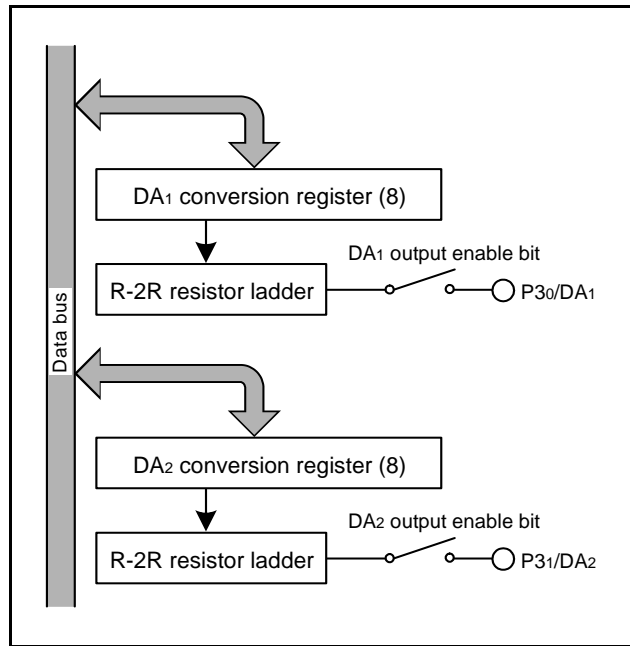 Data bus
DA1 conversion register (8)
R-2R resistor ladder
DA1 output enable bit
P30/DA1
DA2 conversion register (8)
R-2R resistor ladder
DA2 output enable bit
P31/DA2